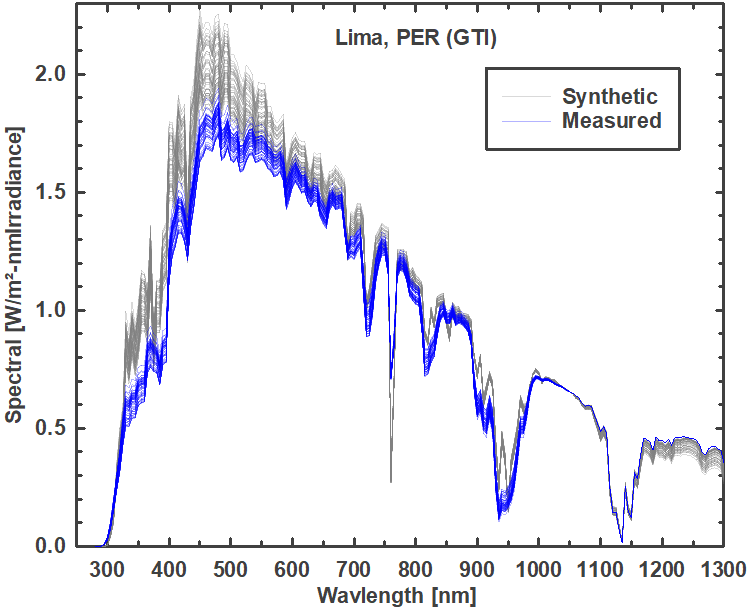 Lima, PER (GTI)
Synthetic
Measured
Spectral [W/m²-nmIrradiance]
2.0
1.5
1.0
0.5
0.0
300 400 500 600 700 800 900 1000 1100 1200 1300
Wavlength [nm]